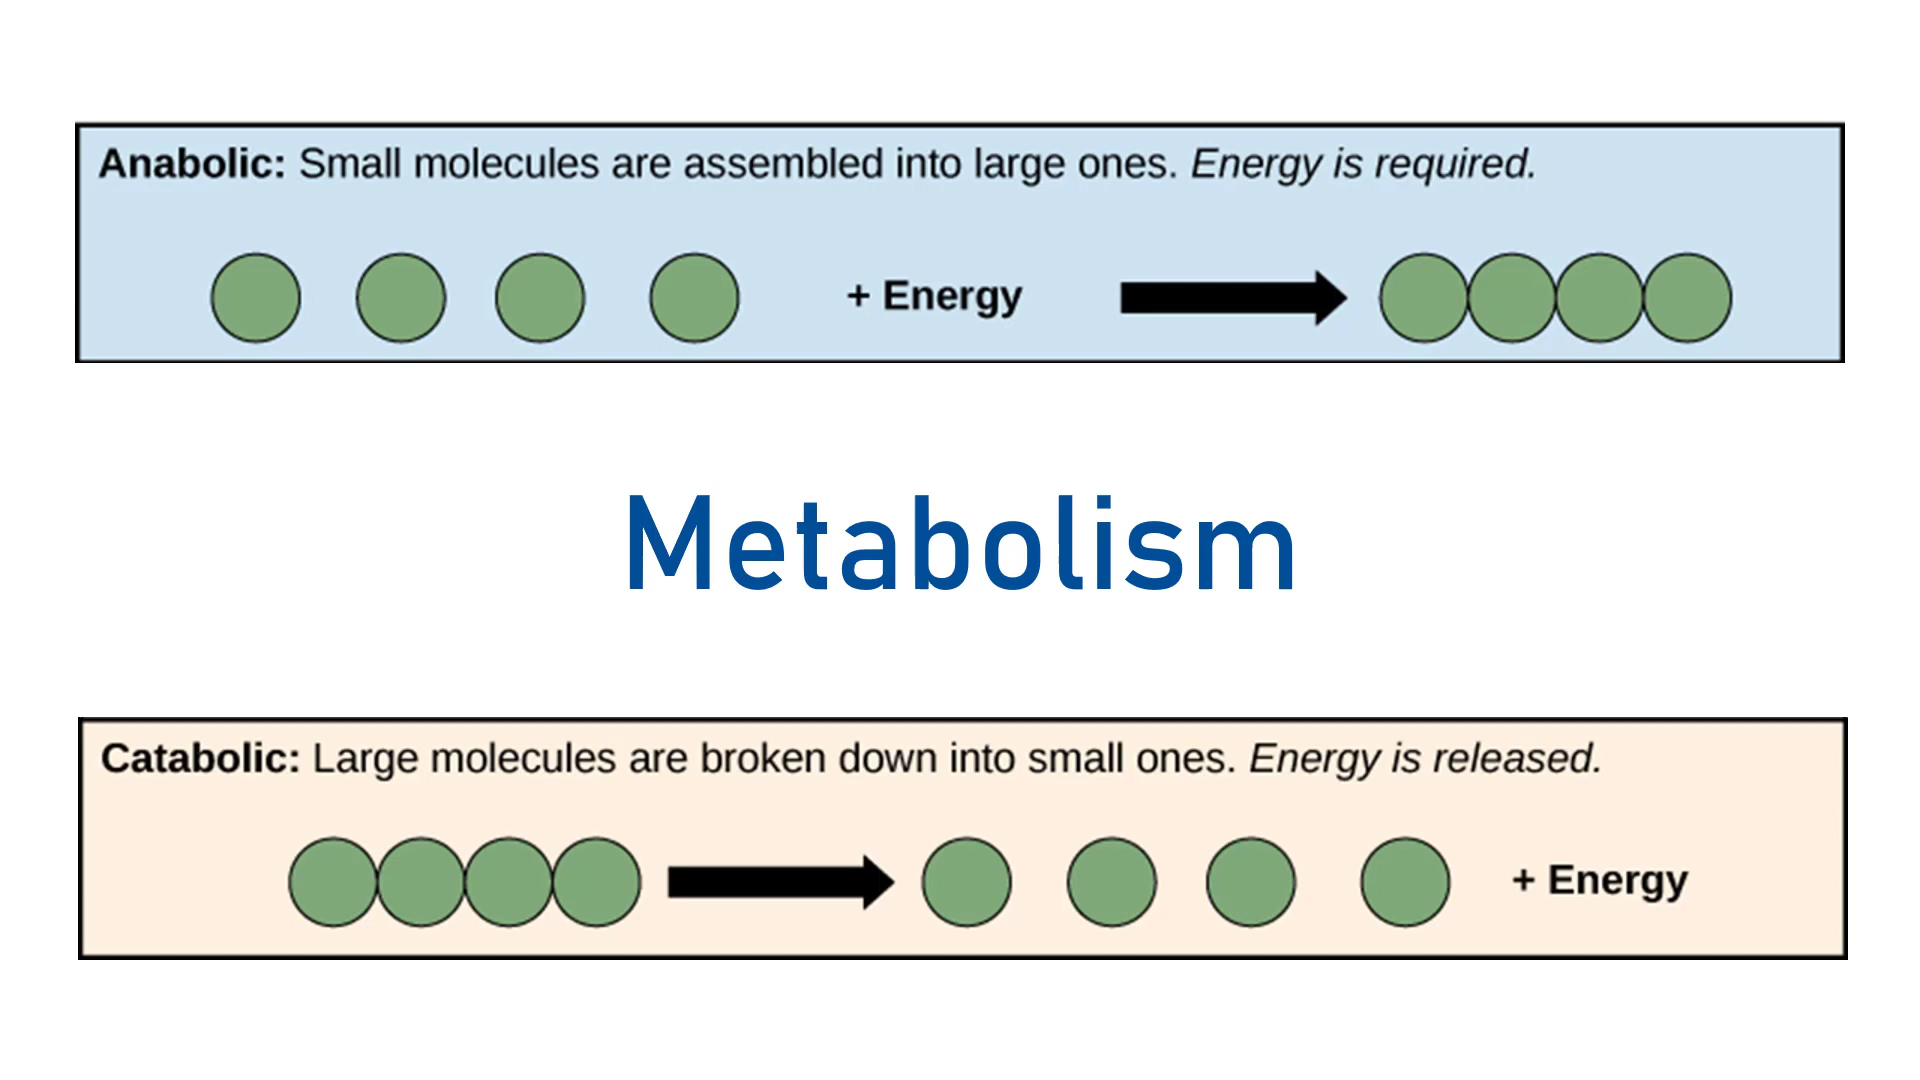 Anabolic: Small molecules are assembled into large ones. Energy is required.
+ Energy
Metabolism
Catabolic: Large molecules are broken down into small ones. Energy is released.
+ Energy